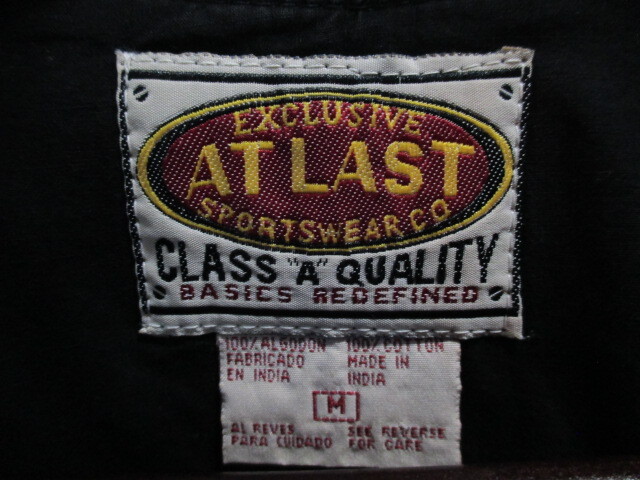 EXCLUSIVE
AT LAST
SPORTSWEAR CO
CLASS "A" QUALITY
BASICS REDEFINED
100% ALGODON 100% COTTON
FABRICADO MADE IN
EN INDIA INDIA
M
AL REVES SEE REVERSE
PARA CUIDADO FOR CARE